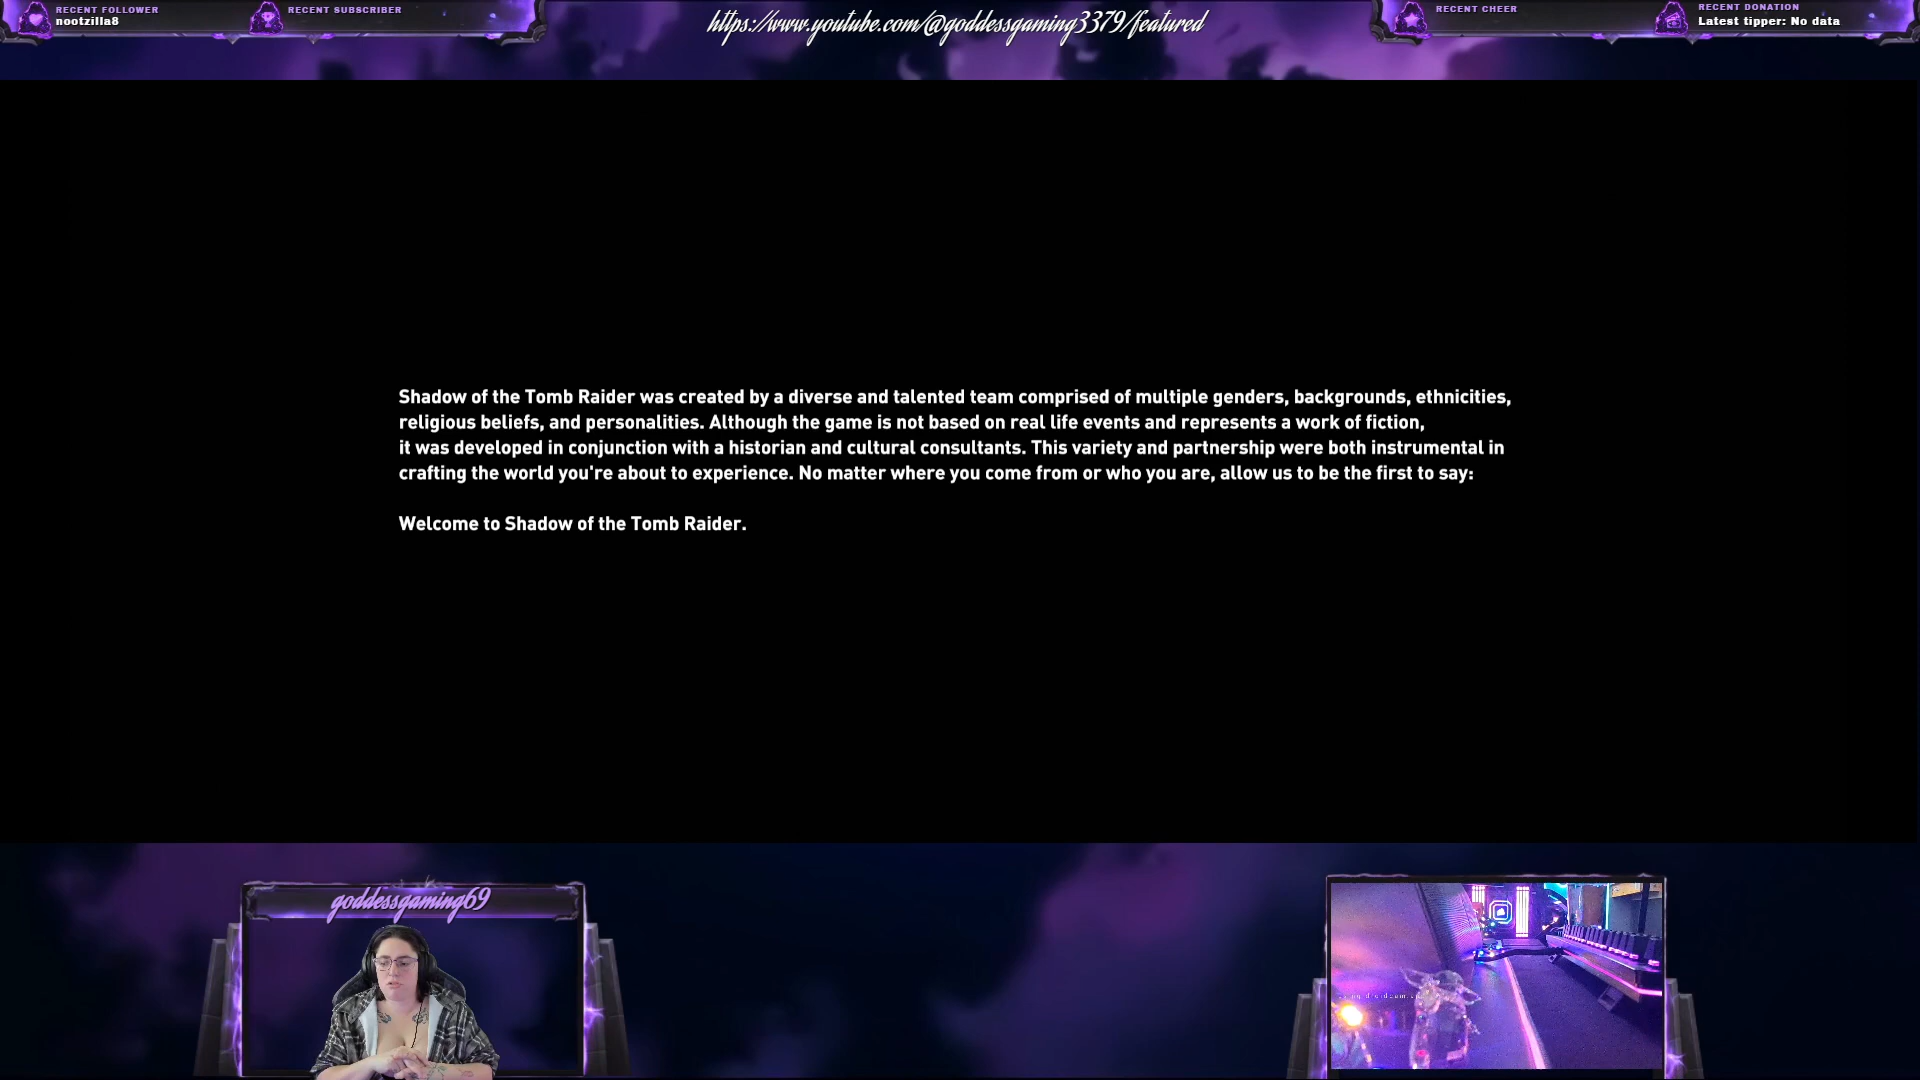 RECENT FOLLOWER
nootzilla8
RECENT SUBSCRIBER
https://www.youtube.com/@goddessgaming3379/featured
RECENT CHEER
RECENT DONATION
Latest tipper: No data
Shadow of the Tomb Raider was created by a diverse and talented team comprised of multiple genders, backgrounds, ethnicities,
religious beliefs, and personalities. Although the game is not based on real life events and represents a work of fiction,
it was developed in conjunction with a historian and cultural consultants. This variety and partnership were both instrumental in
crafting the world you're about to experience. No matter where you come from or who you are, allow us to be the first to say:
Welcome to Shadow of the Tomb Raider.
goddessgaming69